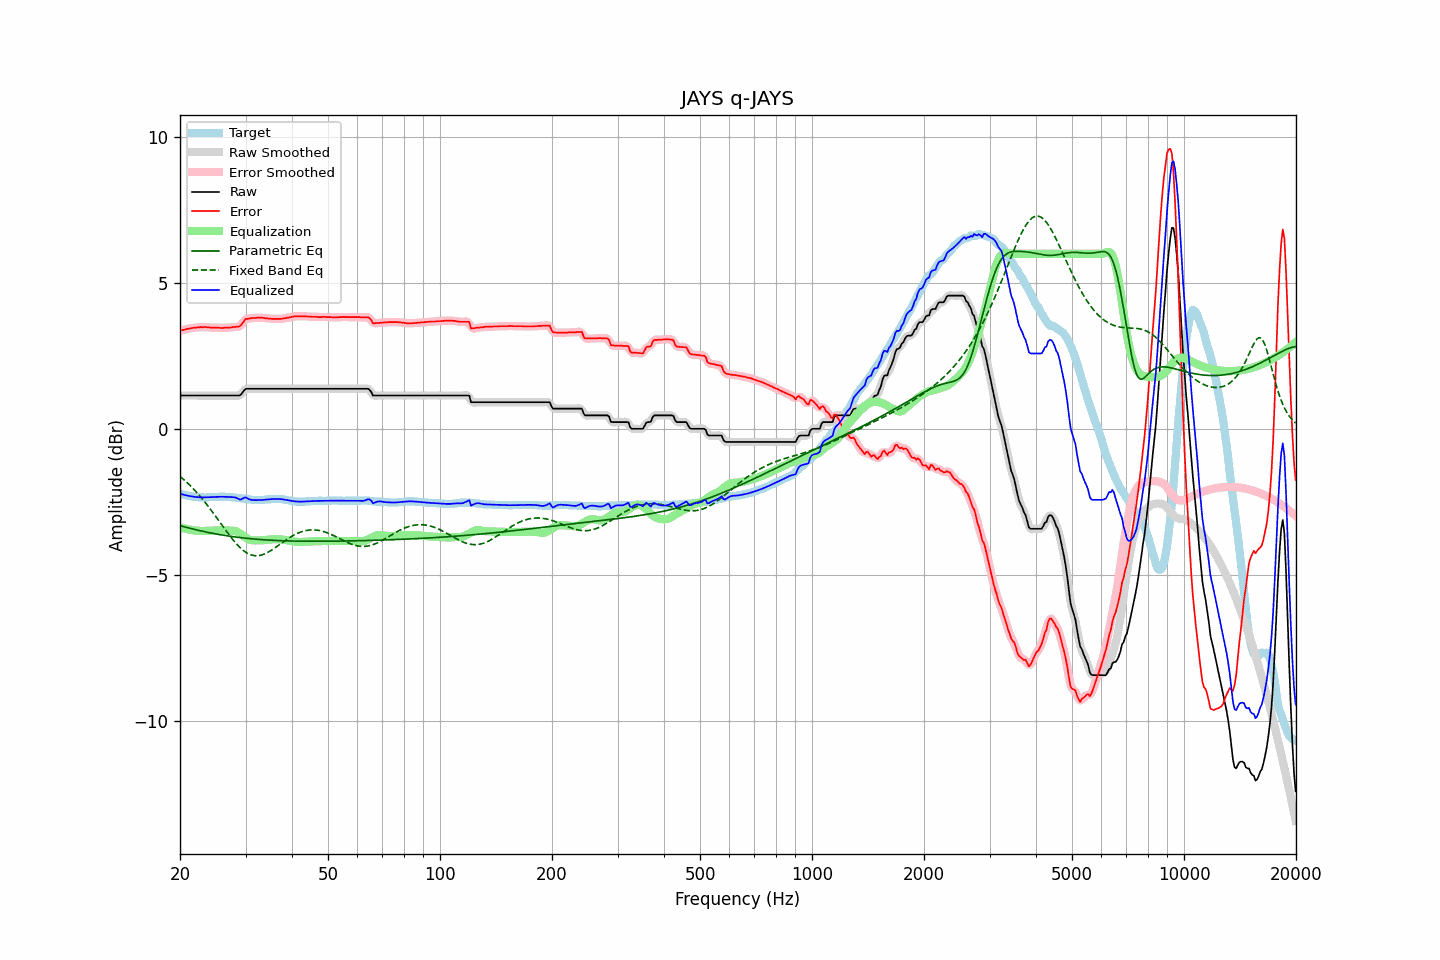 JAYS q-JAYS
Target
Raw Smoothed
Error Smoothed
Raw
Error
Equalization
Parametric Eq
Fixed Band Eq
Equalized
10
5
0
−5
−10
Amplitude (dBr)
20
50
100
200
500
1000
2000
5000
10000
20000
Frequency (Hz)